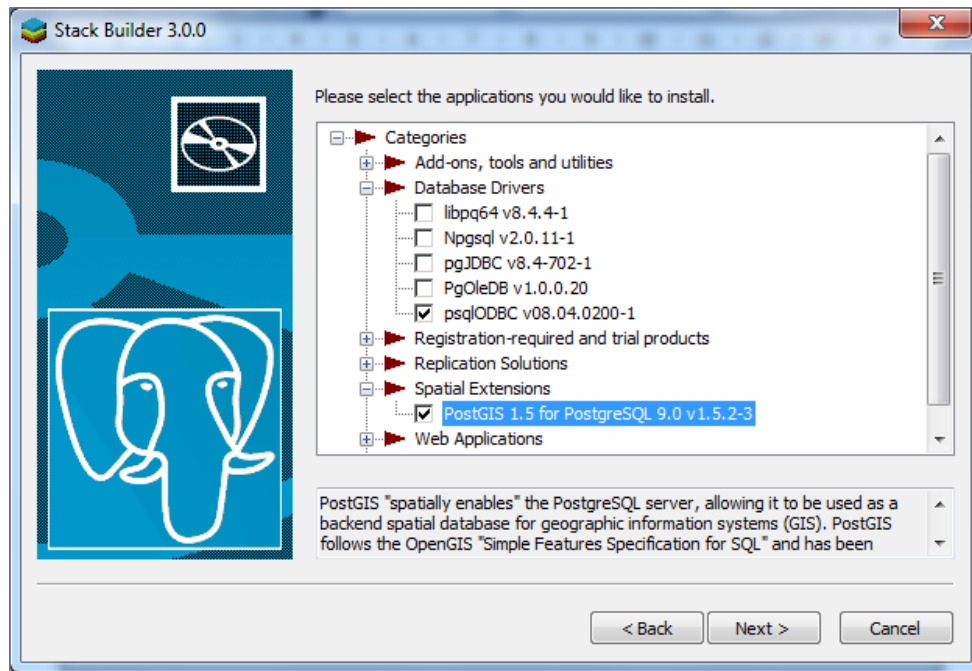 Stack Builder 3.0.0
Please select the applications you would like to install.
Categories
Add-ons, tools and utilities
Database Drivers
libpq64 v8.4.4-1
Npgsql v2.0.11-1
pgJDBC v8.4-702-1
PgOleDB v1.0.0.20
psqlODBC v08.04.0200-1
Registration-required and trial products
Replication Solutions
Spatial Extensions
PostGIS 1.5 for PostgreSQL 9.0 v1.5.2-3
Web Applications
PostGIS "spatially enables" the PostgreSQL server, allowing it to be used as a
backend spatial database for geographic information systems (GIS). PostGIS
follows the OpenGIS "Simple Features Specification for SQL" and has been
< Back Next > Cancel